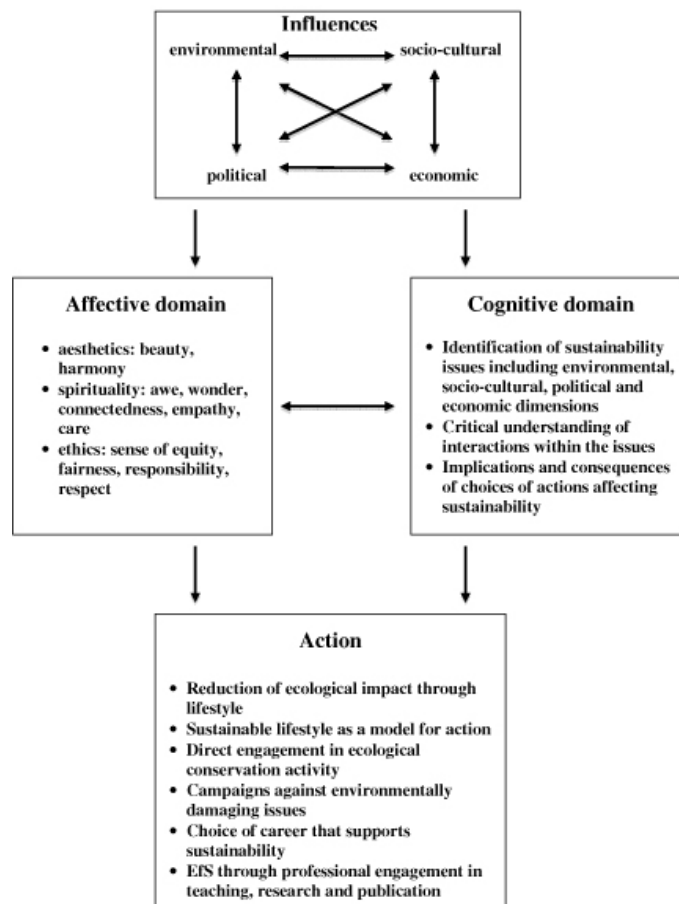 Influences
environmental socio-cultural
political economic
Affective domain
• aesthetics: beauty,
harmony
• spirituality: awe, wonder,
connectedness, empathy,
care
• ethics: sense of equity,
fairness, responsibility,
respect
Cognitive domain
• Identification of sustainability
issues including environmental,
socio-cultural, political and
economic dimensions
• Critical understanding of
interactions within the issues
• Implications and consequences
of choices of actions affecting
sustainability
Action
• Reduction of ecological impact through
lifestyle
• Sustainable lifestyle as a model for action
• Direct engagement in ecological
conservation activity
• Campaigns against environmentally
damaging issues
• Choice of career that supports
sustainability
• EfS through professional engagement in
teaching, research and publication